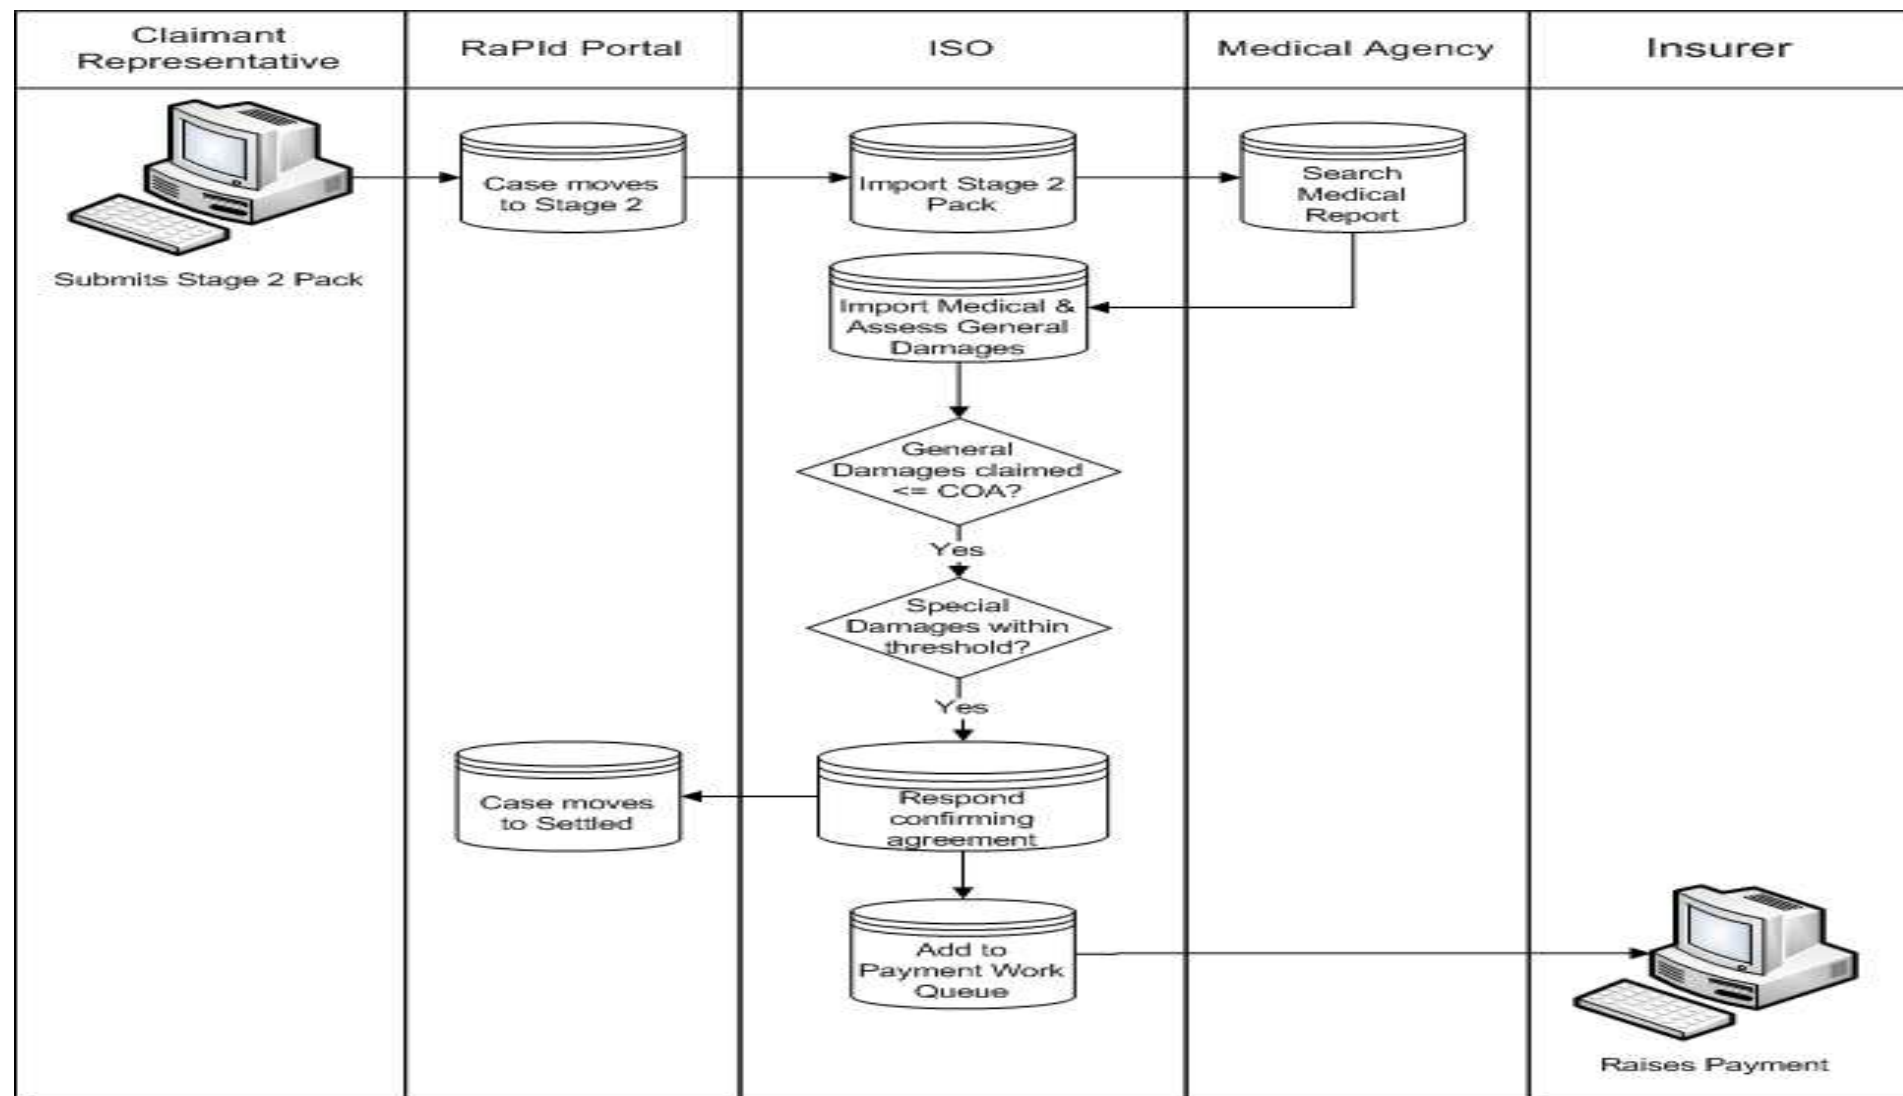 Claimant
Representative
RaPId Portal
ISO
Medical Agency
Insurer
Submits Stage 2 Pack
Case moves
to Stage 2
Import Stage 2
Pack
Search
Medical
Report
Import Medical &
Assess General
Damages
General
Damages claimed
<= COA?
Yes
Special
Damages within
threshold?
Yes
Respond
confirming
agreement
Case moves
to Settled
Add to
Payment Work
Queue
Raises Payment